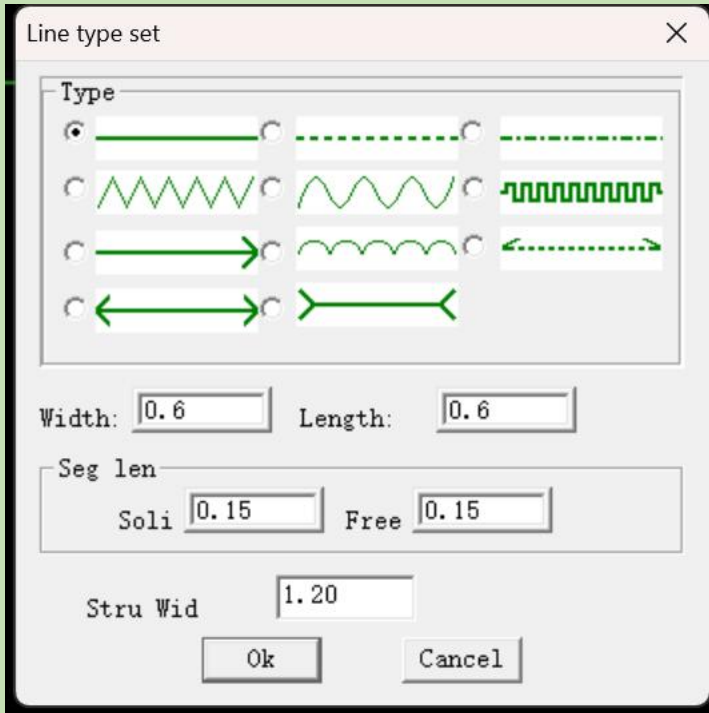 Line type set
Type
Width: 0.6 Length: 0.6
Seg len
Soli 0.15 Free 0.15
Stru Wid 1.20
Ok Cancel